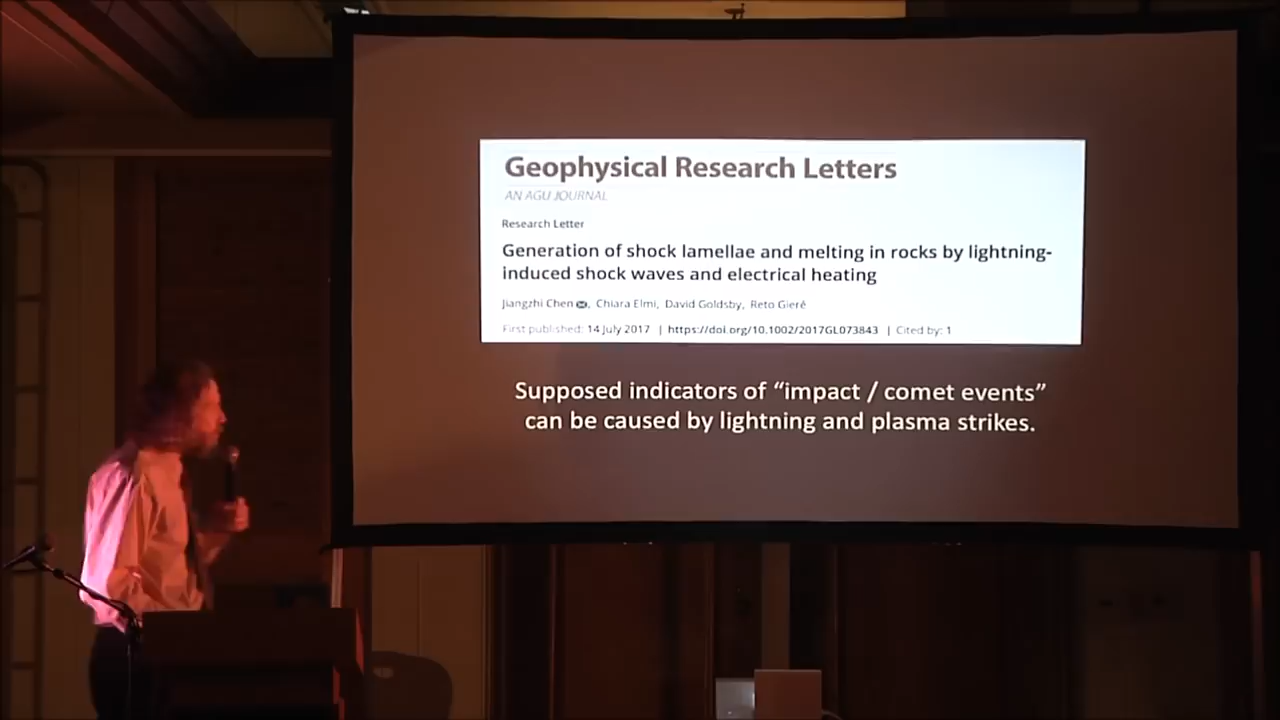 Geophysical Research Letters
AN AGU JOURNAL
Research Letter
Generation of shock lamellae and melting in rocks by lightning-
induced shock waves and electrical heating
Jiangzhi Chen, Chiara Elmi, David Goldsby, Reto Gieré
First published: 14 July 2017 | https://doi.org/10.1002/2017GL073843 | Cited by: 1
Supposed indicators of “impact / comet events”
can be caused by lightning and plasma strikes.